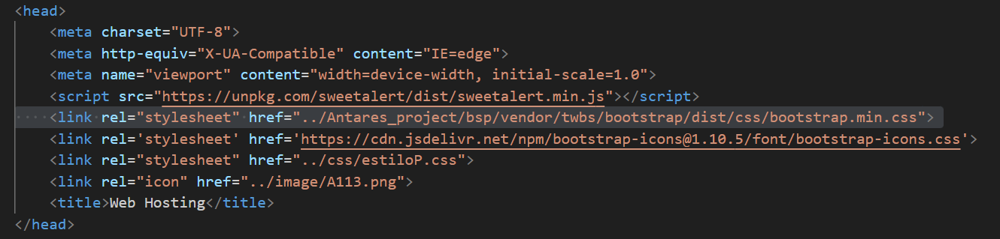 <head>
<meta charset="UTF-8">
<meta http-equiv="X-UA-Compatible" content="IE=edge">
<meta name="viewport" content="width=device-width, initial-scale=1.0">
<script src="https://unpkg.com/sweetalert/dist/sweetalert.min.js"></script>
<link rel="stylesheet" href="../Antares_project/bsp/vendor/twbs/bootstrap/dist/css/bootstrap.min.css">
<link rel='stylesheet' href='https://cdn.jsdelivr.net/npm/bootstrap-icons@1.10.5/font/bootstrap-icons.css'>
<link rel="stylesheet" href="../css/estiloP.css">
<link rel="icon" href="../image/A113.png">
<title>Web Hosting</title>
</head>